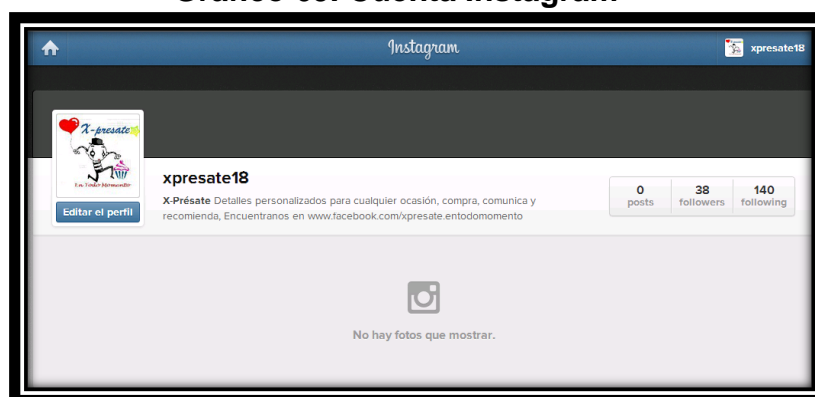 Instagram
xpresate18
X-presate
En Todo Momento
Editar el perfil
xpresate18
X-Présate Detalles personalizados para cualquier ocasión, compra, comunica y
recomienda, Encuentranos en www.facebook.com/xpresate.entodomomento
0 38 140
posts followers following
No hay fotos que mostrar.